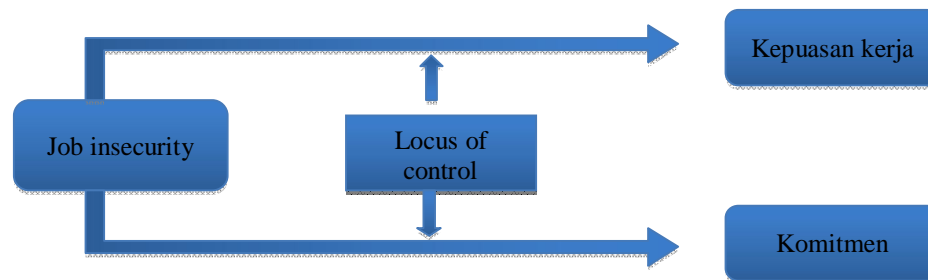 Kepuasan kerja
Job insecurity
Locus of
control
Komitmen